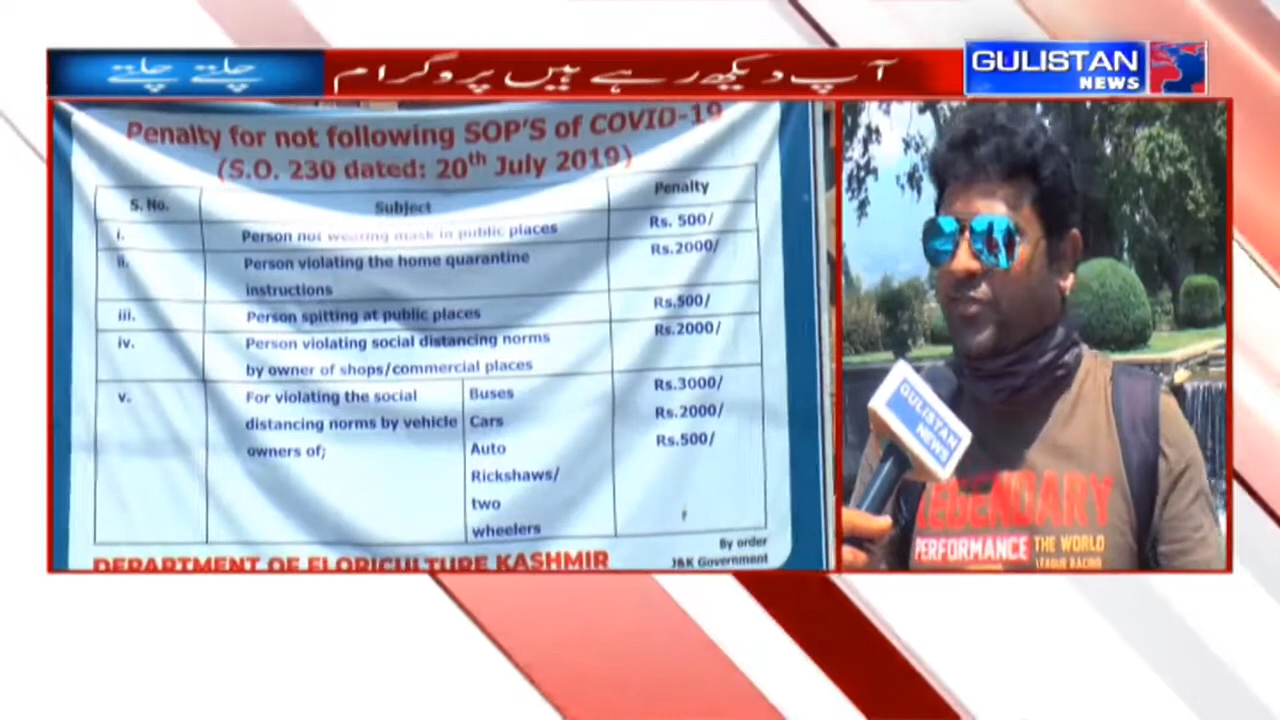 چلتے چلتے
آپ دیکھ رہے ہیں پروگرام
GULISTAN
NEWS
Penalty for not following SOP'S of COVID-19
(S.O. 230 dated: 20th July 2019)
S. No. Subject Penalty
i. Person not wearing mask in public places Rs. 500/
ii. Person violating the home quarantine Rs.2000/
instructions
iii. Person spitting at public places Rs.500/
iv. Person violating social distancing norms Rs.2000/
by owner of shops/commercial places
v. For violating the social Buses Rs.3000/
distancing norms by vehicle Cars Rs.2000/
owners of; Auto Rs.500/
Rickshaws/
two
wheelers
By order
DEPARTMENT OF FLORICULTURE KASHMIR J&K Government
GULISTAN
NEWS
LEGENDARY
PERFORMANCE THE WORLD
LEAGUE RACING